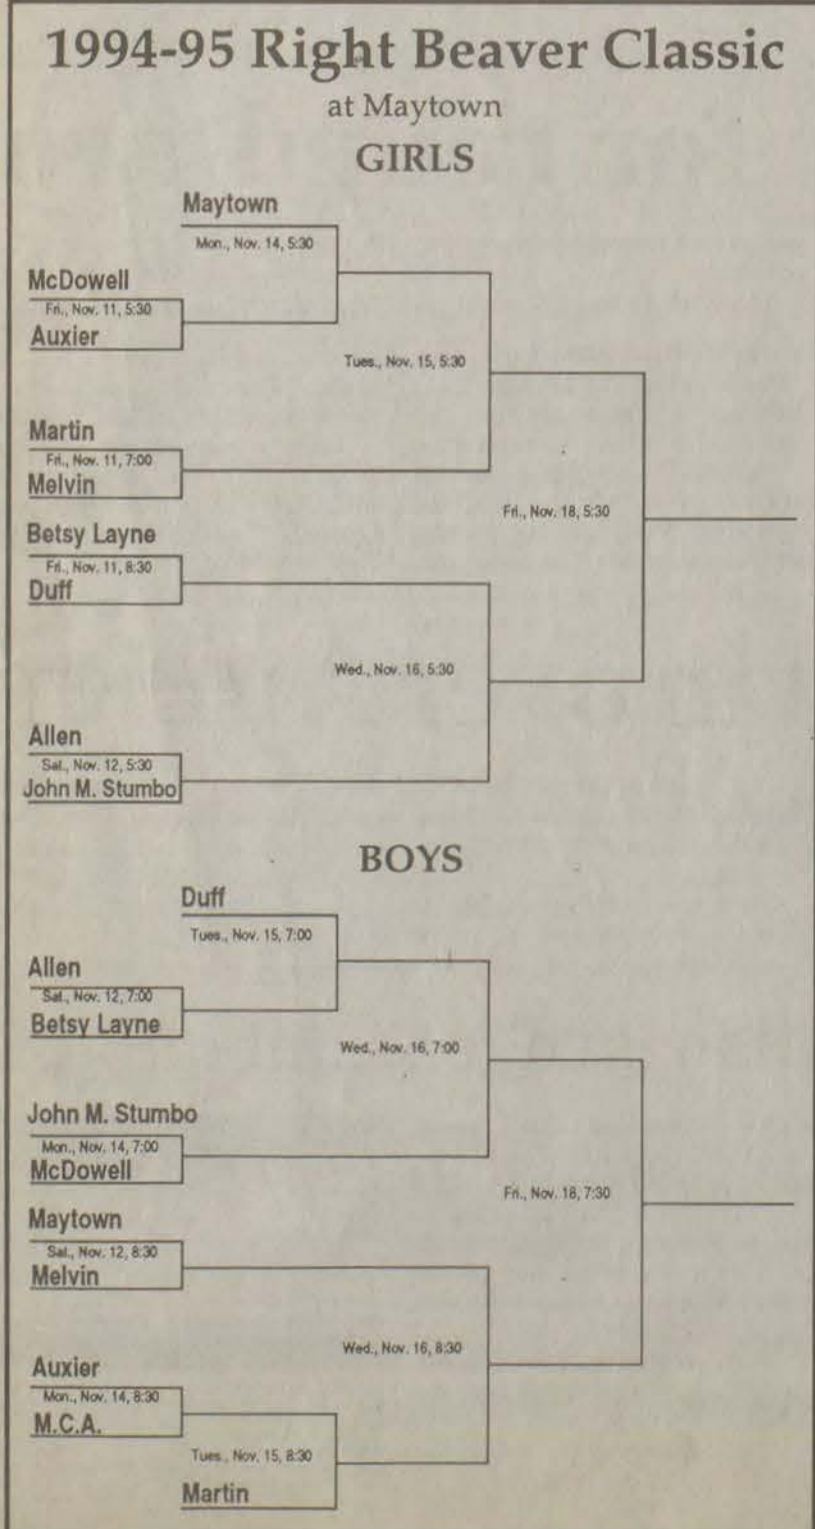 1994-95 Right Beaver Classic
at Maytown
GIRLS
Maytown
Mon., Nov. 14, 5:30
McDowell
Fri., Nov. 11, 5:30
Auxier
Tues., Nov. 15, 5:30
Martin
Fri., Nov. 11, 7:00
Melvin
Fri., Nov. 18, 5:30
Betsy Layne
Fri., Nov. 11, 8:30
Duff
Wed., Nov. 16, 5:30
Allen
Sat., Nov. 12, 5:30
John M. Stumbo
BOYS
Duff
Tues., Nov. 15, 7:00
Allen
Sat., Nov. 12, 7:00
Betsy Layne
Wed., Nov. 16, 7:00
John M. Stumbo
Mon., Nov. 14, 7:00
McDowell
Fri., Nov. 18, 7:30
Maytown
Sat., Nov. 12, 8:30
Melvin
Wed., Nov. 16, 8:30
Auxier
Mon., Nov. 14, 8:30
M.C.A.
Tues., Nov. 15, 8:30
Martin